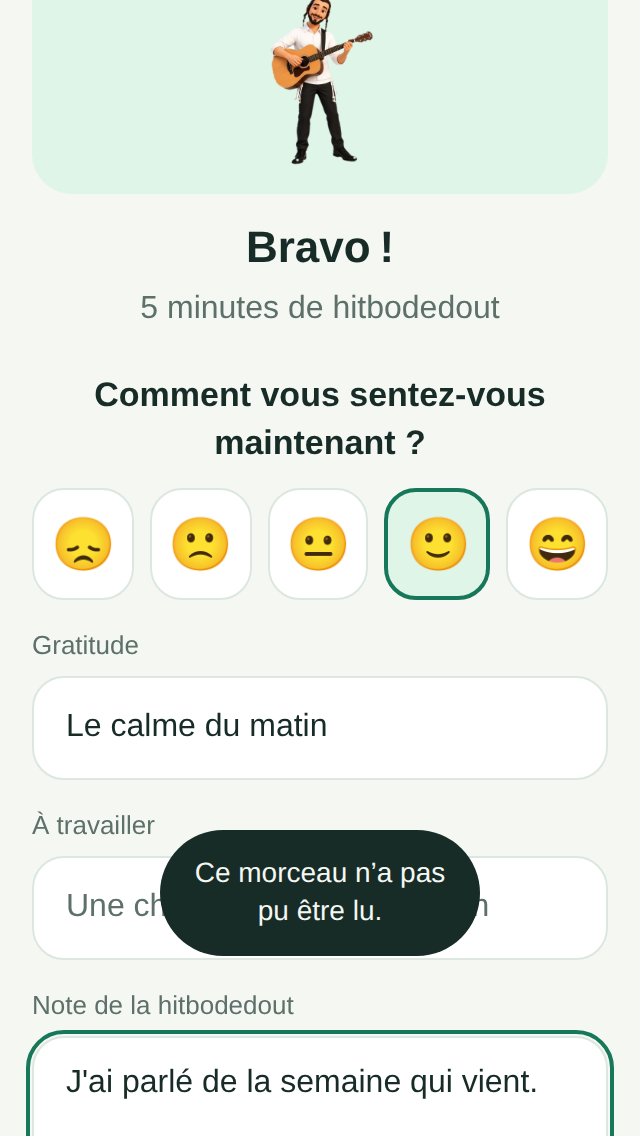 Bravo !
5 minutes de hitbodedout
Comment vous sentez-vous
maintenant ?
Gratitude
Le calme du matin
À travailler
Ce morceau n’a pas
pu être lu.
Une
Note de la hitbodedout
J'ai parlé de la semaine qui vient.